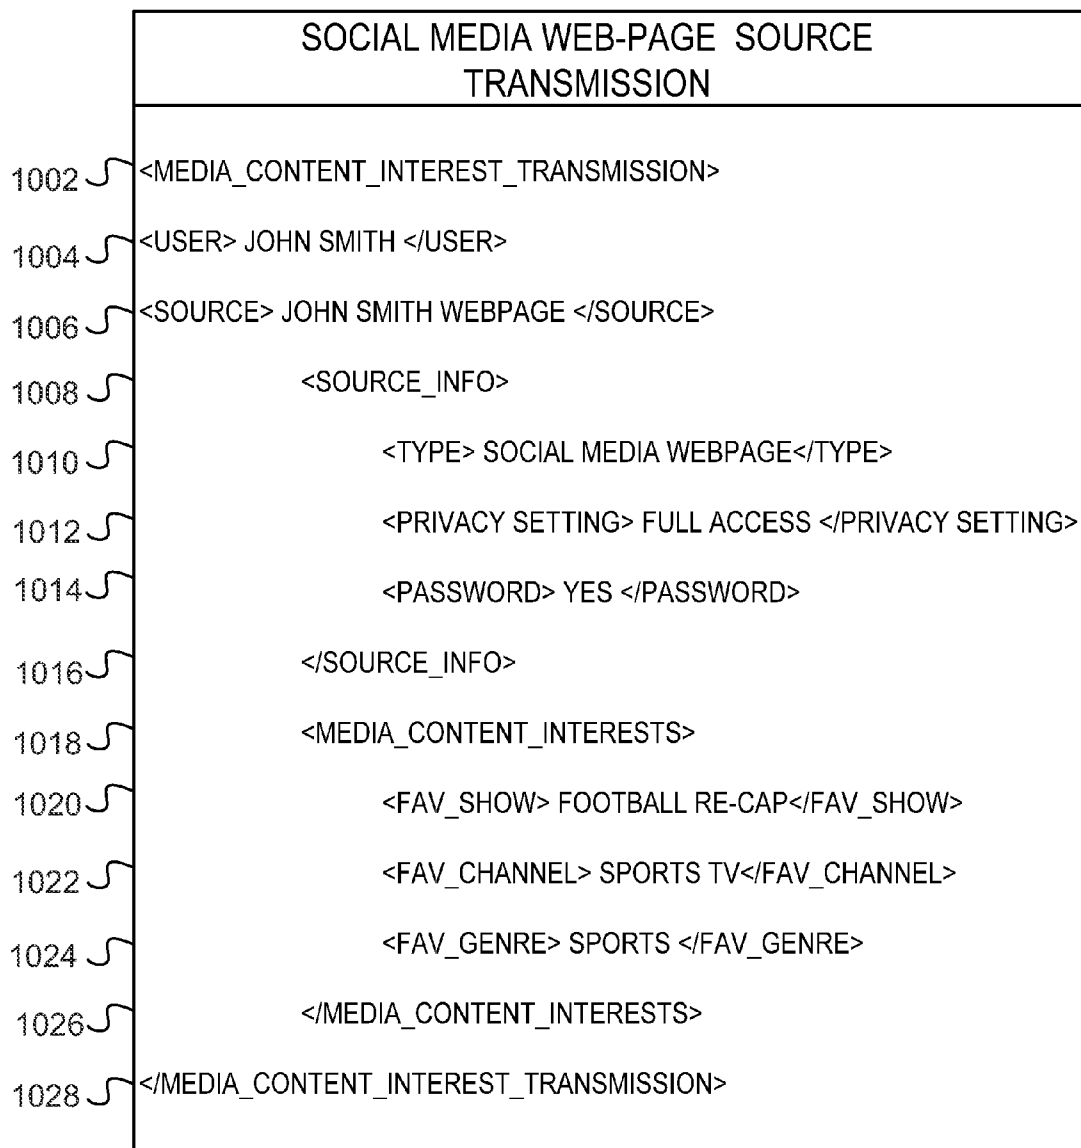 SOCIAL MEDIA WEB-PAGE SOURCE
TRANSMISSION
1002 <MEDIA_CONTENT_INTEREST_TRANSMISSION>
1004 <USER> JOHN SMITH </USER>
1006 <SOURCE> JOHN SMITH WEBPAGE </SOURCE>
1008 <SOURCE_INFO>
1010 <TYPE> SOCIAL MEDIA WEBPAGE</TYPE>
1012 <PRIVACY SETTING> FULL ACCESS </PRIVACY SETTING>
1014 <PASSWORD> YES </PASSWORD>
1016 </SOURCE_INFO>
1018 <MEDIA_CONTENT_INTERESTS>
1020 <FAV_SHOW> FOOTBALL RE-CAP</FAV_SHOW>
1022 <FAV_CHANNEL> SPORTS TV</FAV_CHANNEL>
1024 <FAV_GENRE> SPORTS </FAV_GENRE>
1026 </MEDIA_CONTENT_INTERESTS>
1028 </MEDIA_CONTENT_INTEREST_TRANSMISSION>